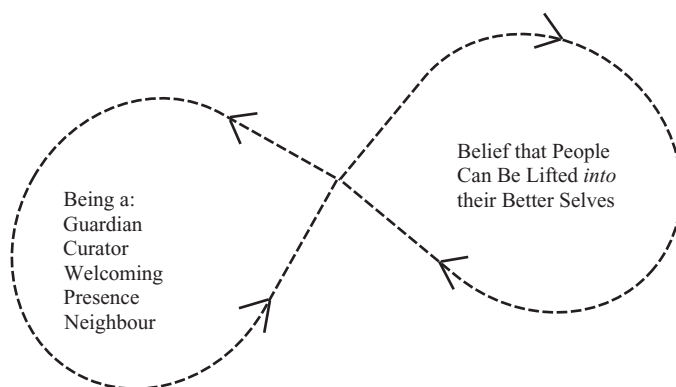 Being a:
Guardian
Curator
Welcoming
Presence
Neighbour
Belief that People
Can Be Lifted into
their Better Selves